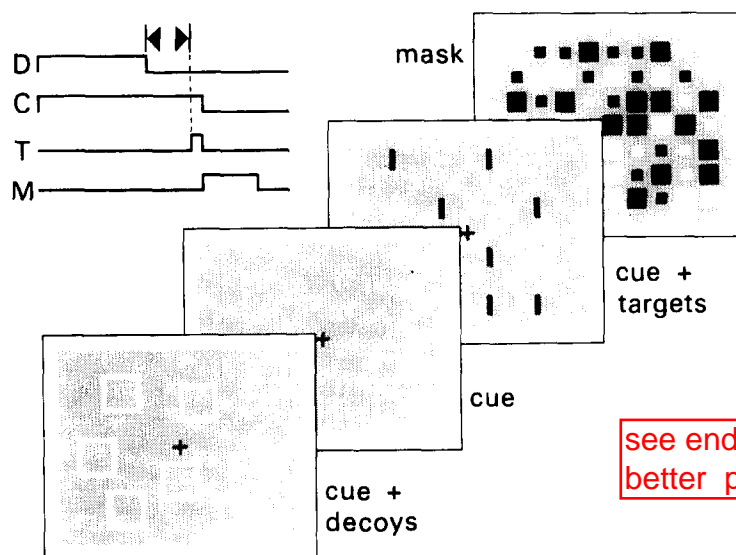 D
C
T
M
mask
cue +
targets
cue
cue +
decoys
see end
better p